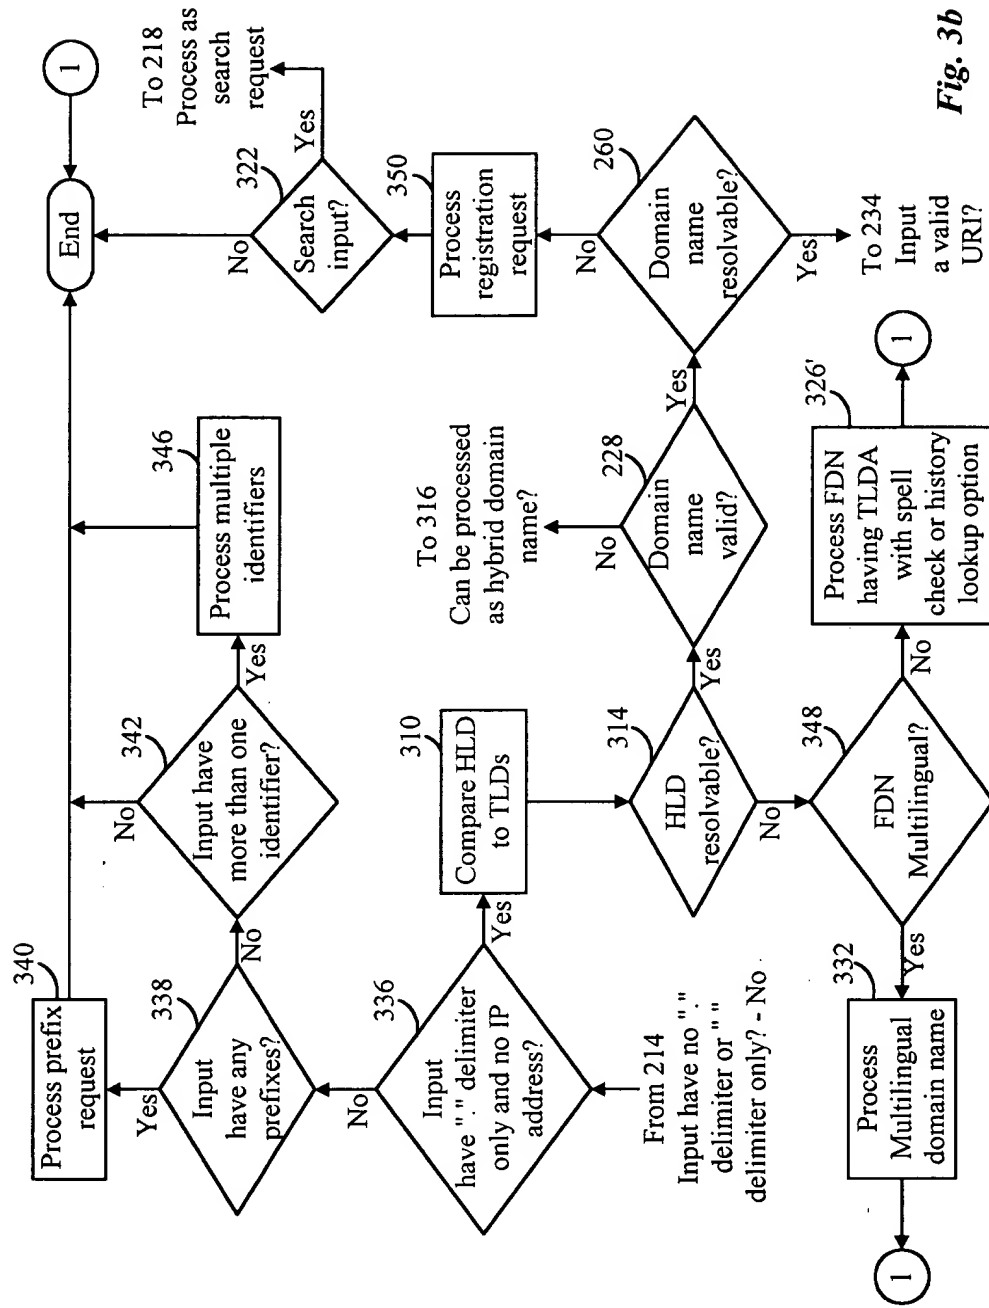 340
Process prefix
request
Yes
338
Input
have any
prefixes?
No
342
Input have
more than one
identifier?
No
Yes
346
Process multiple
identifiers
End
1
No
336
Input
have "." delimiter
only and no IP
address?
Yes
From 214
Input have no "."
delimiter or " "
delimiter only? - No
310
Compare HLD
to TLDs
314
HLD
resolvable?
Yes
No
To 316
Can be processed
as hybrid domain
name?
No
228
Domain
name
valid?
Yes
260
Domain
name
resolvable?
No
Yes
To 234
Input
a valid
URI?
350
Process
registration
request
322
Search
input?
No
Yes
To 218
Process as
search
request
348
FDN
Multilingual?
Yes
No
332
Process
Multilingual
domain name
1
326'
Process FDN
having TLDA
with spell
check or history
lookup option
1
Fig. 3b